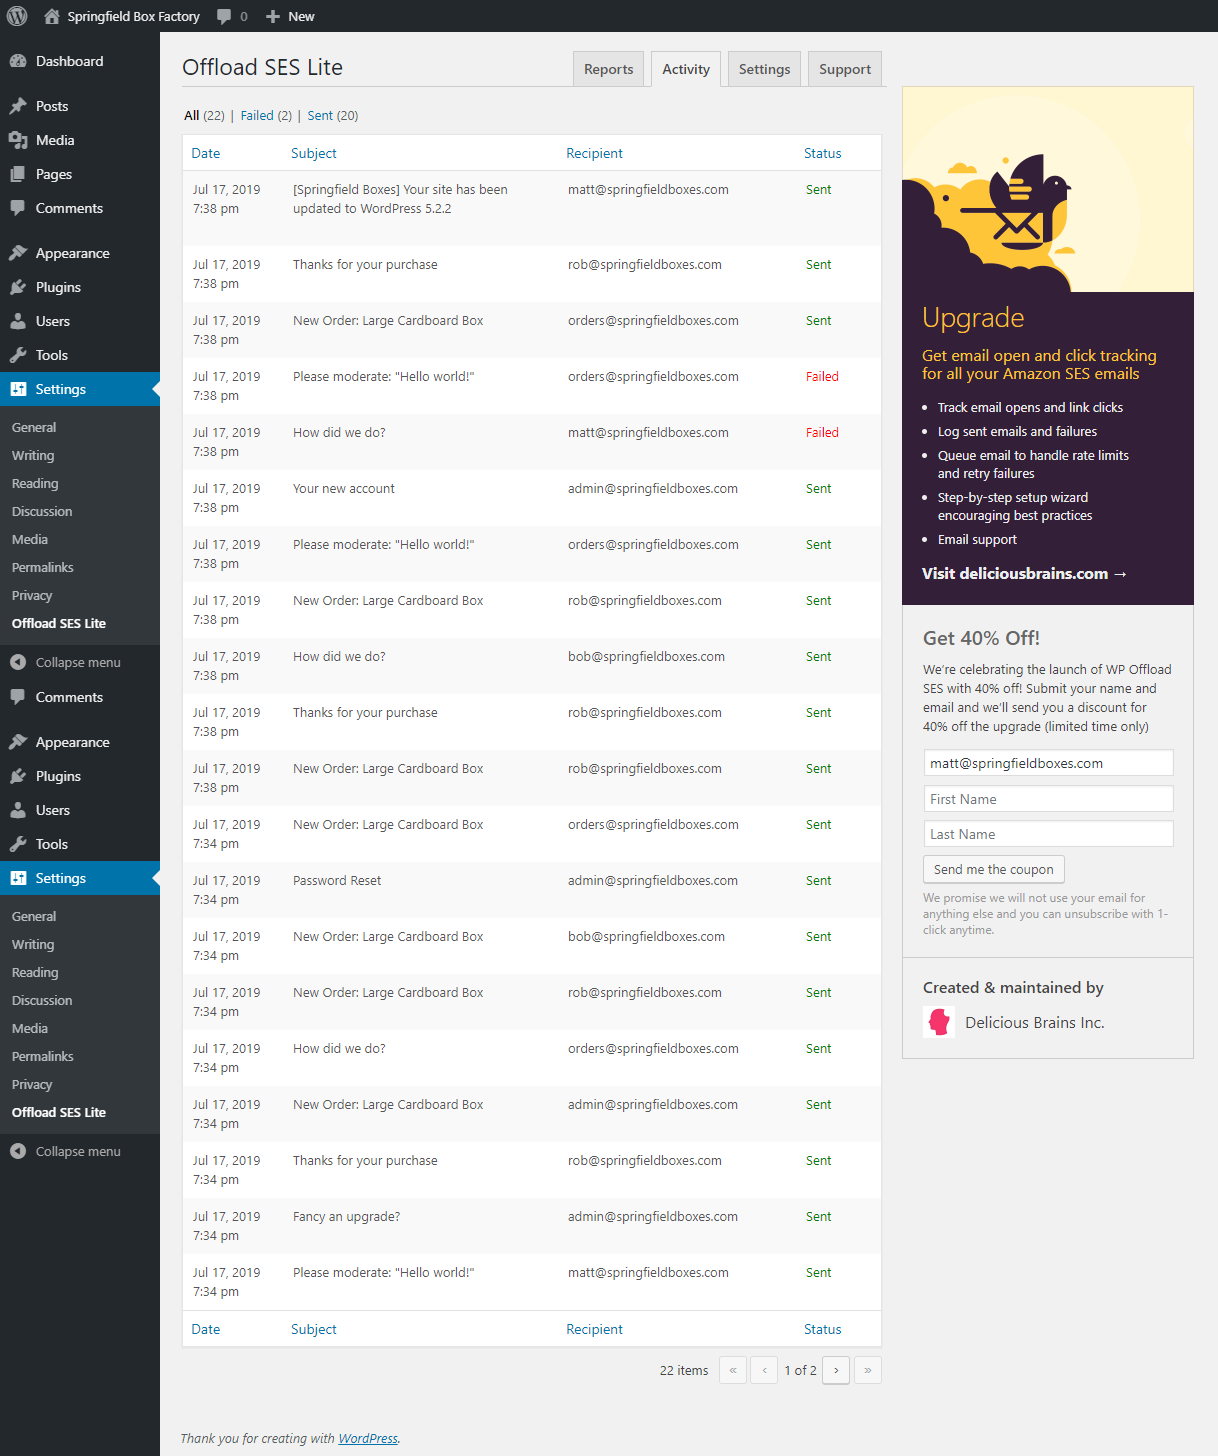 Springfield Box Factory 0 New
Dashboard
Posts
Media
Pages
Comments
Appearance
Plugins
Users
Tools
Settings
General
Writing
Reading
Discussion
Media
Permalinks
Privacy
Offload SES Lite
Collapse menu
Comments
Appearance
Plugins
Users
Tools
Settings
General
Writing
Reading
Discussion
Media
Permalinks
Privacy
Offload SES Lite
Collapse menu
Offload SES Lite Reports Activity Settings Support
All (22) | Failed (2) | Sent (20)
Date Subject Recipient Status
Jul 17, 2019 [Springfield Boxes] Your site has been matt@springfieldboxes.com Sent
7:38 pm updated to WordPress 5.2.2
Jul 17, 2019 Thanks for your purchase rob@springfieldboxes.com Sent
7:38 pm
Jul 17, 2019 New Order: Large Cardboard Box orders@springfieldboxes.com Sent
7:38 pm
Jul 17, 2019 Please moderate: "Hello world!" orders@springfieldboxes.com Failed
7:38 pm
Jul 17, 2019 How did we do? matt@springfieldboxes.com Failed
7:38 pm
Jul 17, 2019 Your new account admin@springfieldboxes.com Sent
7:38 pm
Jul 17, 2019 Please moderate: "Hello world!" orders@springfieldboxes.com Sent
7:38 pm
Jul 17, 2019 New Order: Large Cardboard Box rob@springfieldboxes.com Sent
7:38 pm
Jul 17, 2019 How did we do? bob@springfieldboxes.com Sent
7:38 pm
Jul 17, 2019 Thanks for your purchase rob@springfieldboxes.com Sent
7:38 pm
Jul 17, 2019 New Order: Large Cardboard Box rob@springfieldboxes.com Sent
7:38 pm
Jul 17, 2019 New Order: Large Cardboard Box orders@springfieldboxes.com Sent
7:34 pm
Jul 17, 2019 Password Reset admin@springfieldboxes.com Sent
7:34 pm
Jul 17, 2019 New Order: Large Cardboard Box bob@springfieldboxes.com Sent
7:34 pm
Jul 17, 2019 New Order: Large Cardboard Box rob@springfieldboxes.com Sent
7:34 pm
Jul 17, 2019 How did we do? orders@springfieldboxes.com Sent
7:34 pm
Jul 17, 2019 New Order: Large Cardboard Box admin@springfieldboxes.com Sent
7:34 pm
Jul 17, 2019 Thanks for your purchase rob@springfieldboxes.com Sent
7:34 pm
Jul 17, 2019 Fancy an upgrade? admin@springfieldboxes.com Sent
7:34 pm
Jul 17, 2019 Please moderate: "Hello world!" matt@springfieldboxes.com Sent
7:34 pm
Date Subject Recipient Status
22 items « ‹ 1 of 2 › »
Upgrade
Get email open and click tracking
for all your Amazon SES emails
• Track email opens and link clicks
• Log sent emails and failures
• Queue email to handle rate limits
and retry failures
• Step-by-step setup wizard
encouraging best practices
• Email support
Visit deliciousbrains.com →
Get 40% Off!
We're celebrating the launch of WP Offload
SES with 40% off! Submit your name and
email and we'll send you a discount for
40% off the upgrade (limited time only)
matt@springfieldboxes.com
First Name
Last Name
Send me the coupon
We promise we will not use your email for
anything else and you can unsubscribe with 1-
click anytime.
Created & maintained by
Delicious Brains Inc.
Thank you for creating with WordPress.